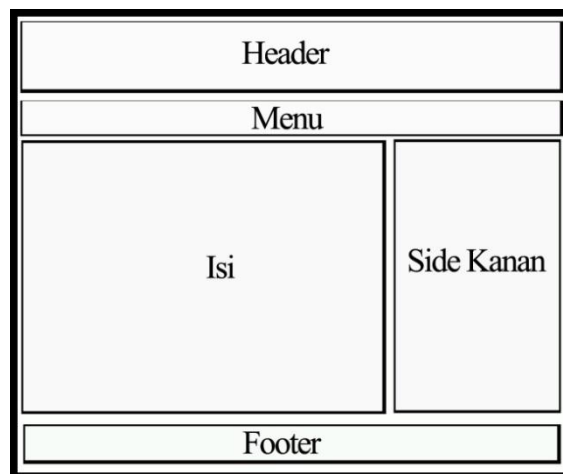 Header
Menu
Isi
Side Kanan
Footer